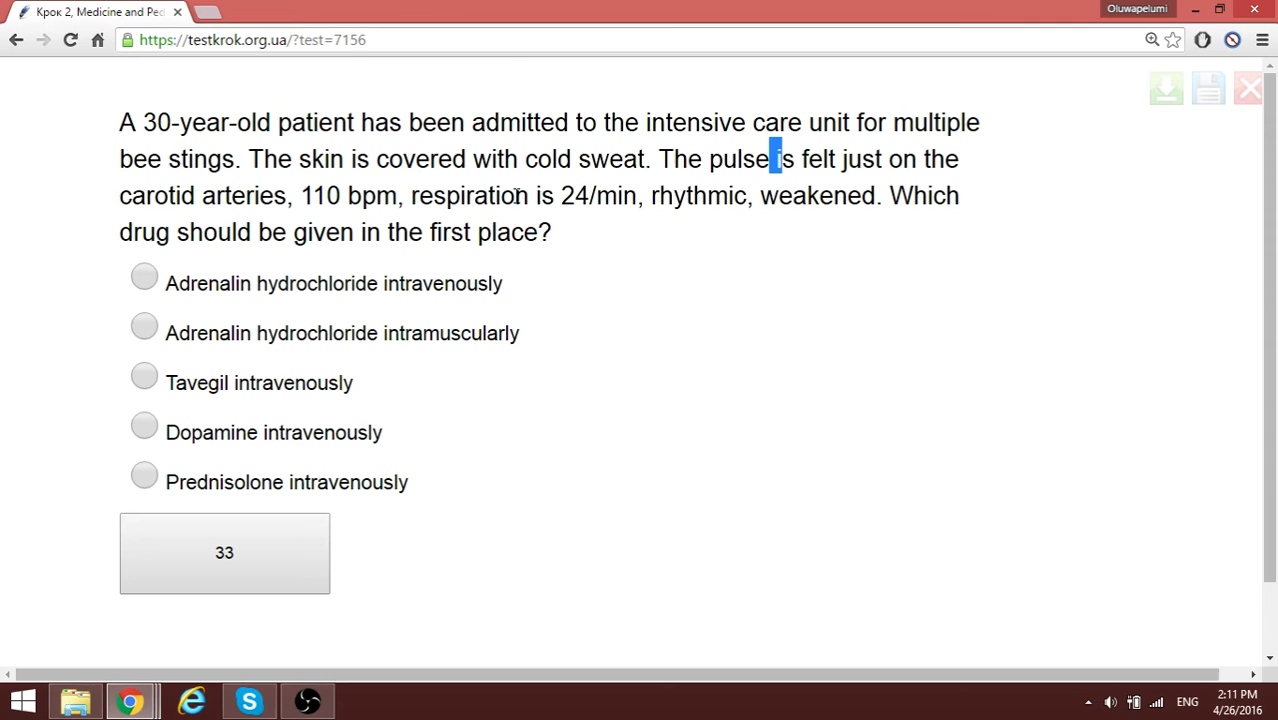 Oluwapelumi
Крок 2, Medicine and Ped
https://testkrok.org.ua/?test=7156
A 30-year-old patient has been admitted to the intensive care unit for multiple
bee stings. The skin is covered with cold sweat. The pulse is felt just on the
carotid arteries, 110 bpm, respiration is 24/min, rhythmic, weakened. Which
drug should be given in the first place?
Adrenalin hydrochloride intravenously
Adrenalin hydrochloride intramuscularly
Tavegil intravenously
Dopamine intravenously
Prednisolone intravenously
33
ENG
2:11 PM
4/26/2016